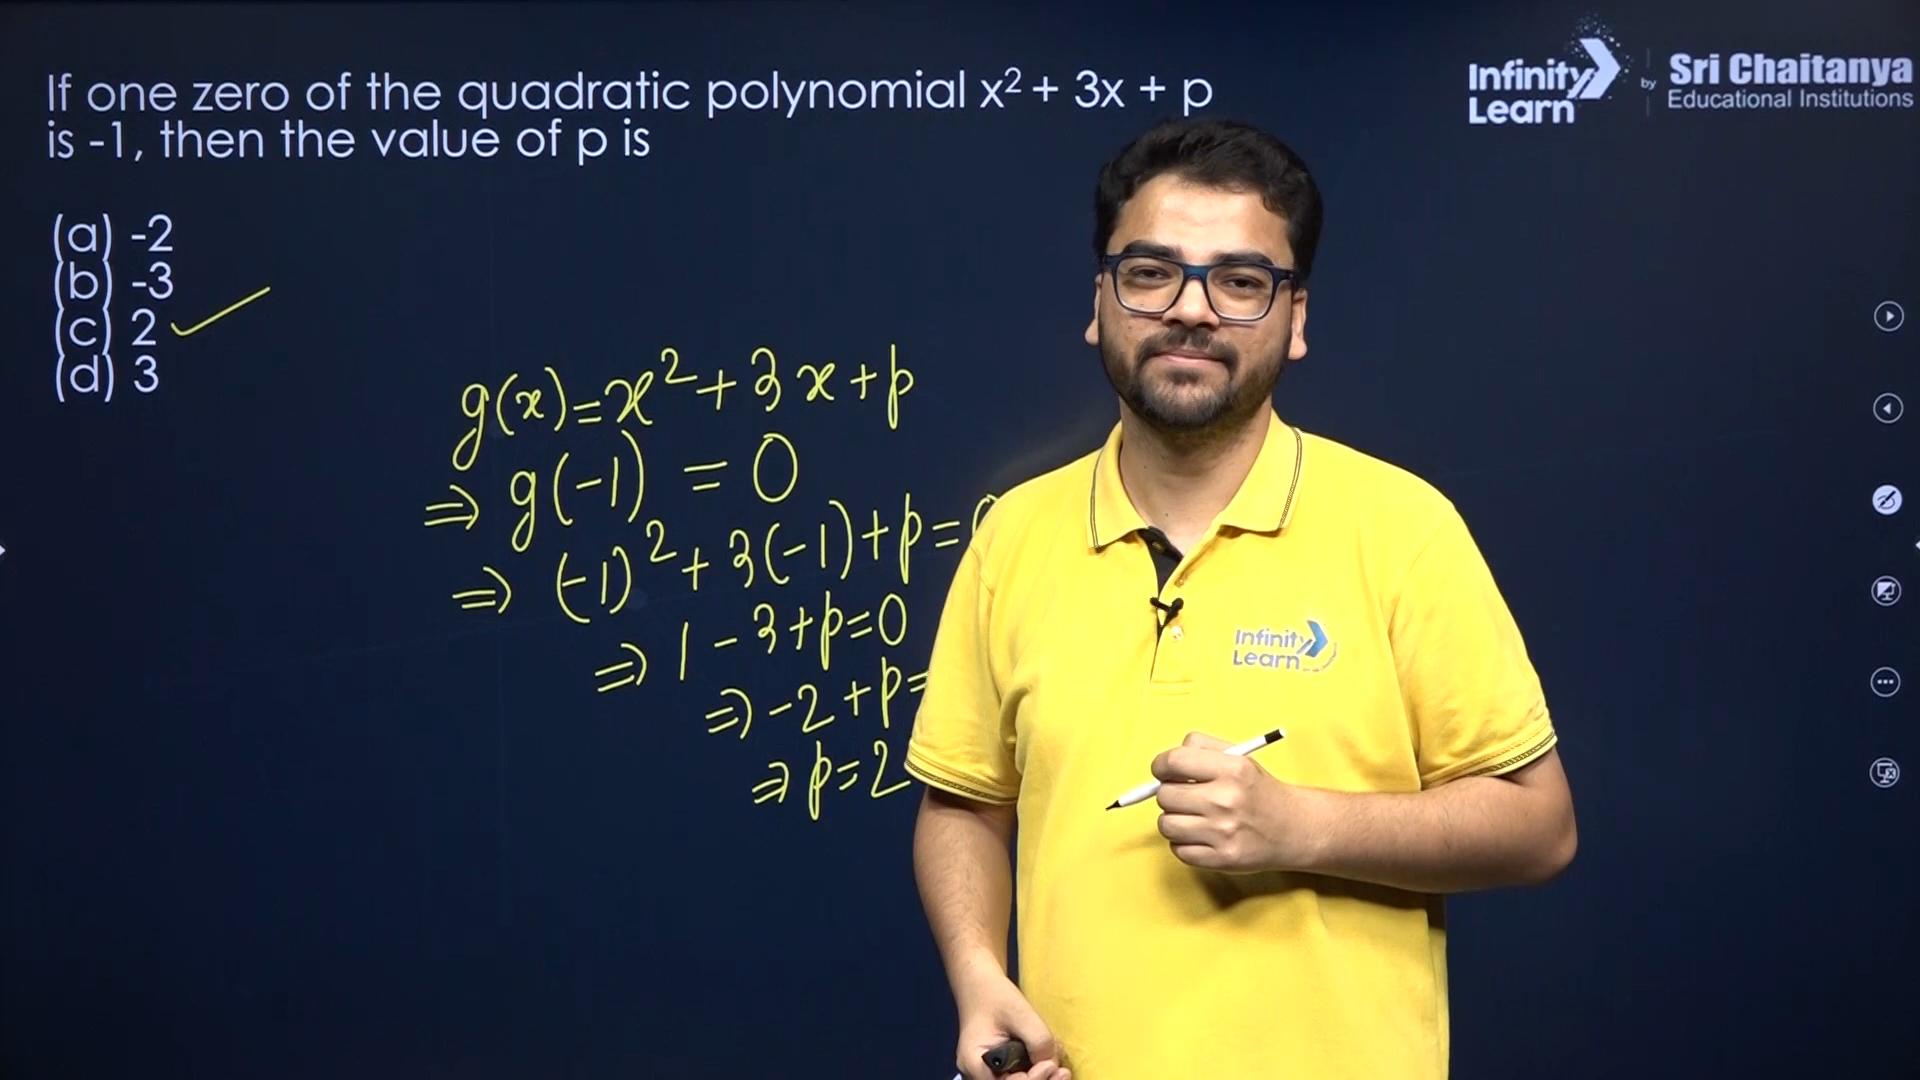 If one zero of the quadratic polynomial x² + 3x + p
is -1, then the value of p is
Infinity Learn by Sri Chaitanya Educational Institutions
(a) -2
(b) -3
(c) 2
(d) 3
g(x)=x²+3x+p
⇒ g(-1) = 0
⇒ (-1)²+3(-1)+p=
⇒ 1-3+p=0
⇒ -2+p=
⇒ p=2
Infinity
Learn